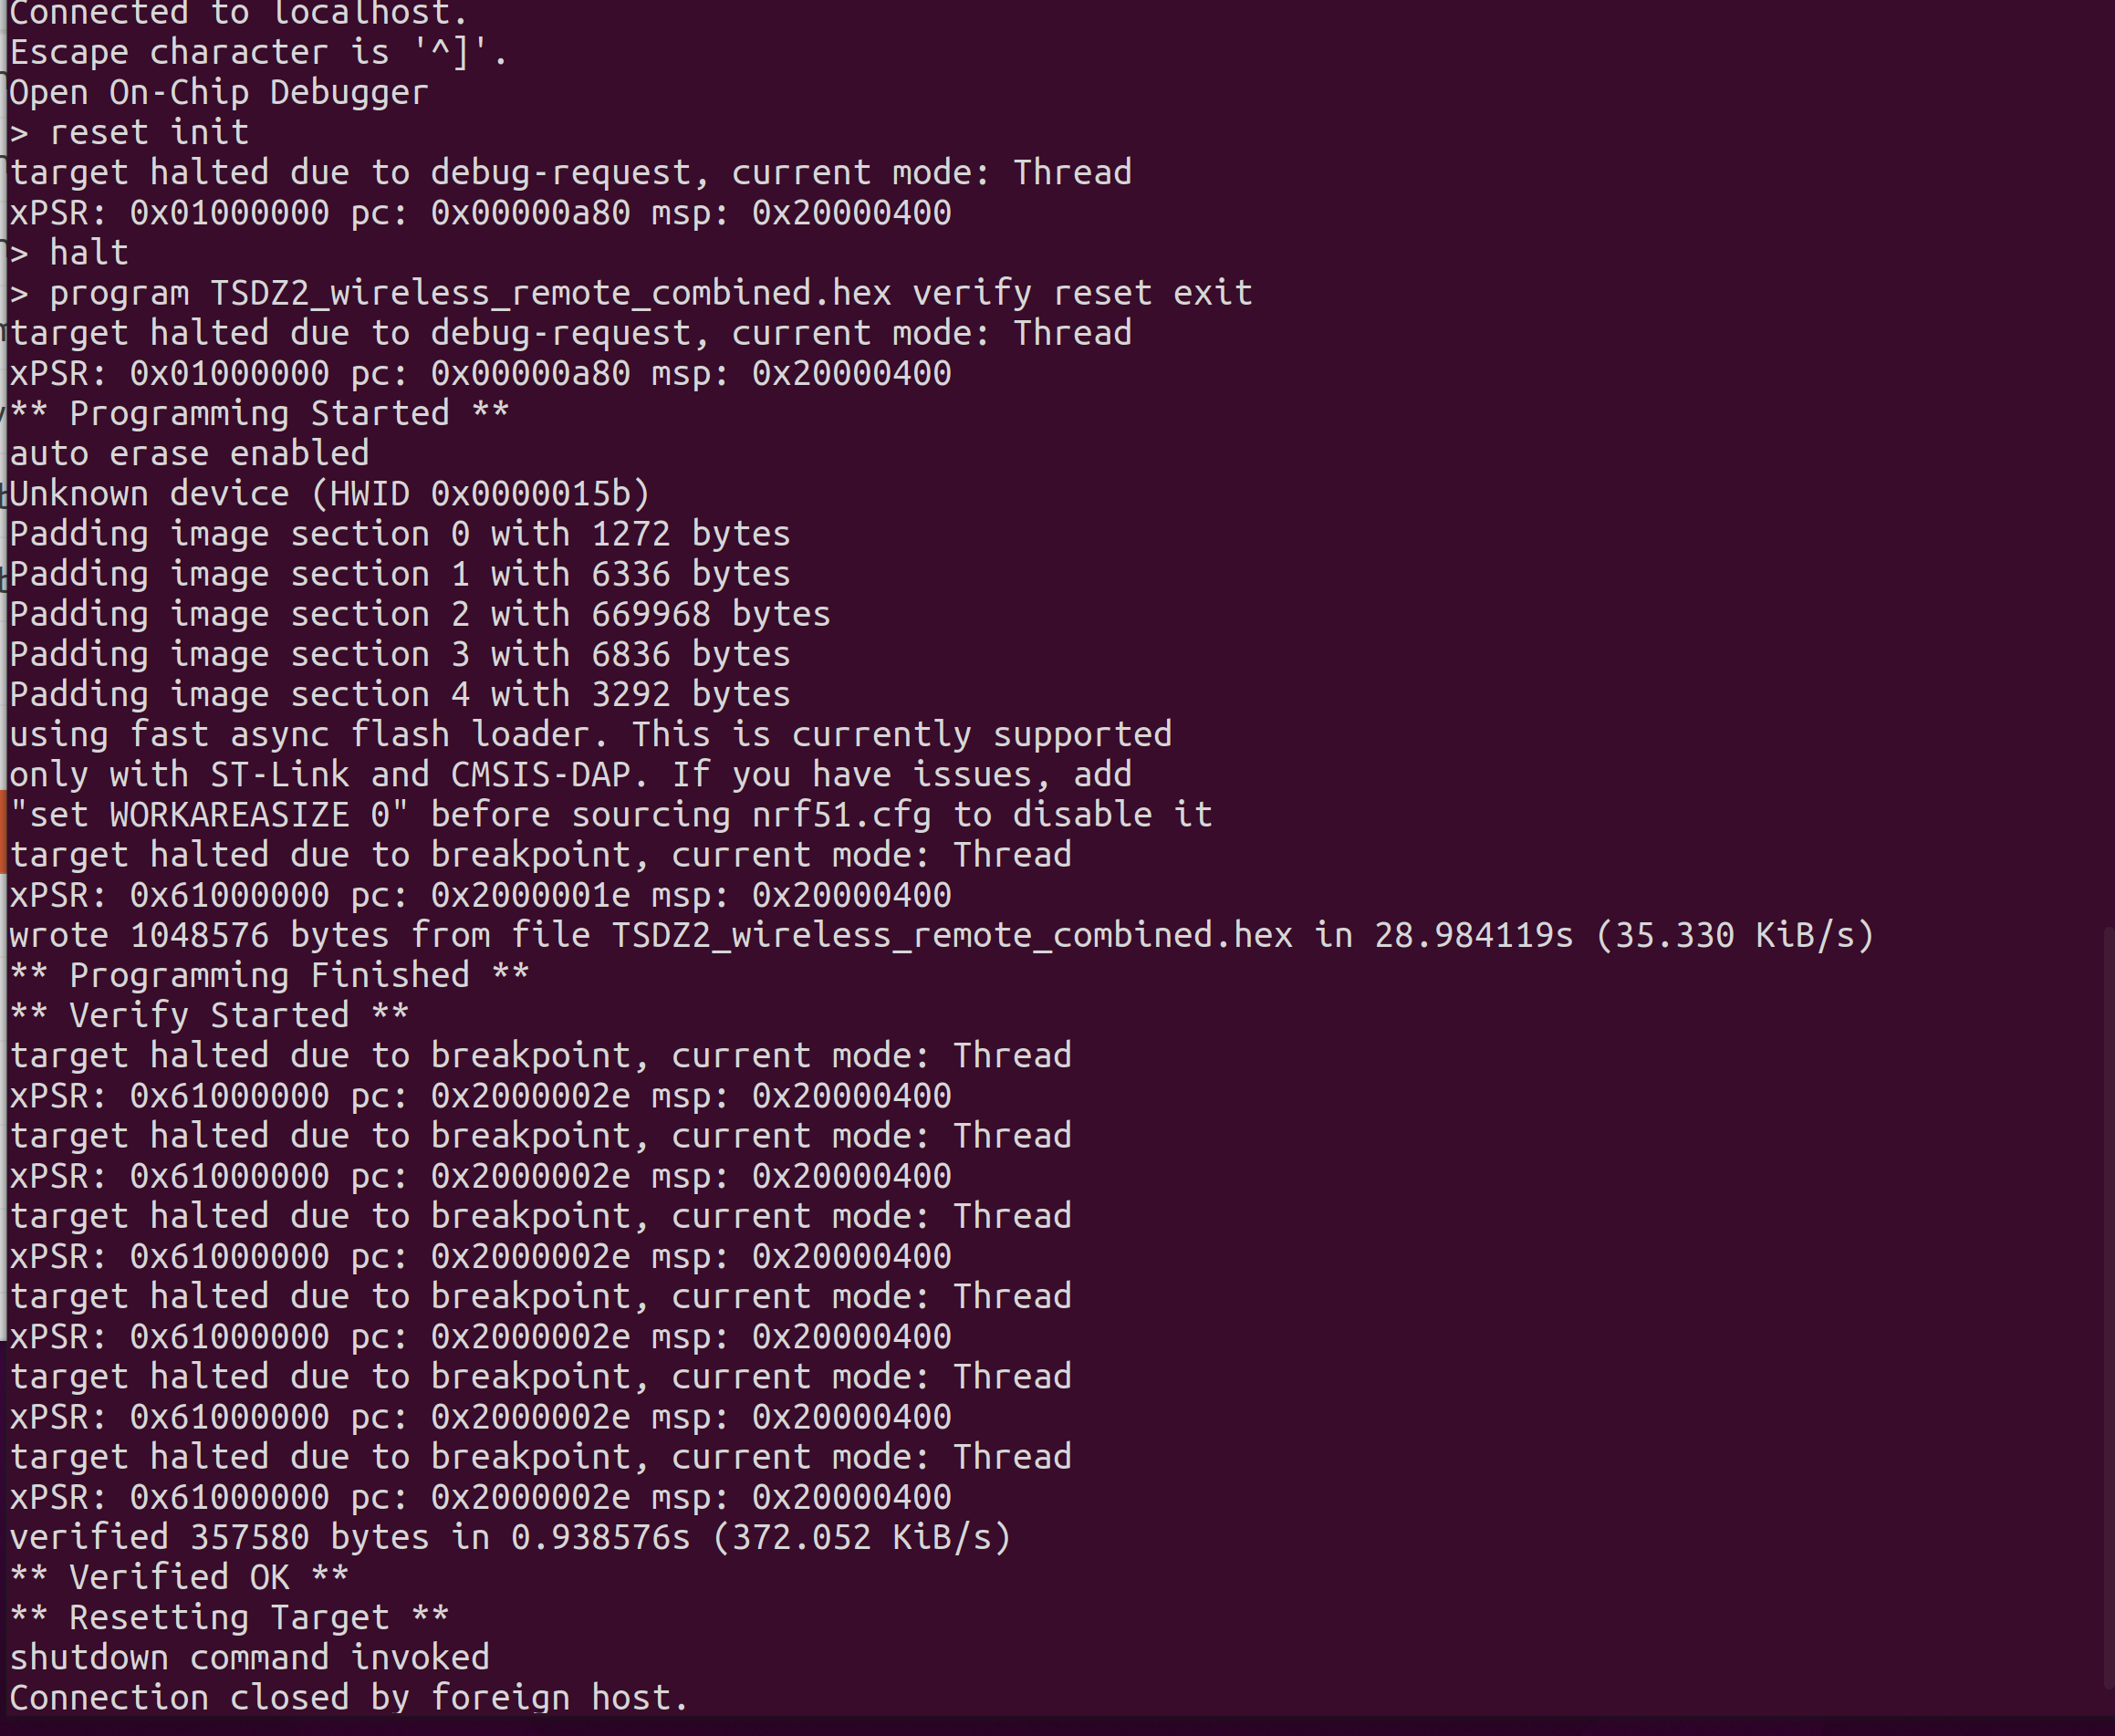 Connected to localhost.
Escape character is '^]'.
Open On-Chip Debugger
> reset init
target halted due to debug-request, current mode: Thread
xPSR: 0x01000000 pc: 0x00000a80 msp: 0x20000400
> halt
> program TSDZ2_wireless_remote_combined.hex verify reset exit
target halted due to debug-request, current mode: Thread
xPSR: 0x01000000 pc: 0x00000a80 msp: 0x20000400
** Programming Started **
auto erase enabled
Unknown device (HWID 0x0000015b)
Padding image section 0 with 1272 bytes
Padding image section 1 with 6336 bytes
Padding image section 2 with 669968 bytes
Padding image section 3 with 6836 bytes
Padding image section 4 with 3292 bytes
using fast async flash loader. This is currently supported
only with ST-Link and CMSIS-DAP. If you have issues, add
"set WORKAREASIZE 0" before sourcing nrf51.cfg to disable it
target halted due to breakpoint, current mode: Thread
xPSR: 0x61000000 pc: 0x2000001e msp: 0x20000400
wrote 1048576 bytes from file TSDZ2_wireless_remote_combined.hex in 28.984119s (35.330 KiB/s)
** Programming Finished **
** Verify Started **
target halted due to breakpoint, current mode: Thread
xPSR: 0x61000000 pc: 0x2000002e msp: 0x20000400
target halted due to breakpoint, current mode: Thread
xPSR: 0x61000000 pc: 0x2000002e msp: 0x20000400
target halted due to breakpoint, current mode: Thread
xPSR: 0x61000000 pc: 0x2000002e msp: 0x20000400
target halted due to breakpoint, current mode: Thread
xPSR: 0x61000000 pc: 0x2000002e msp: 0x20000400
target halted due to breakpoint, current mode: Thread
xPSR: 0x61000000 pc: 0x2000002e msp: 0x20000400
target halted due to breakpoint, current mode: Thread
xPSR: 0x61000000 pc: 0x2000002e msp: 0x20000400
verified 357580 bytes in 0.938576s (372.052 KiB/s)
** Verified OK **
** Resetting Target **
shutdown command invoked
Connection closed by foreign host.